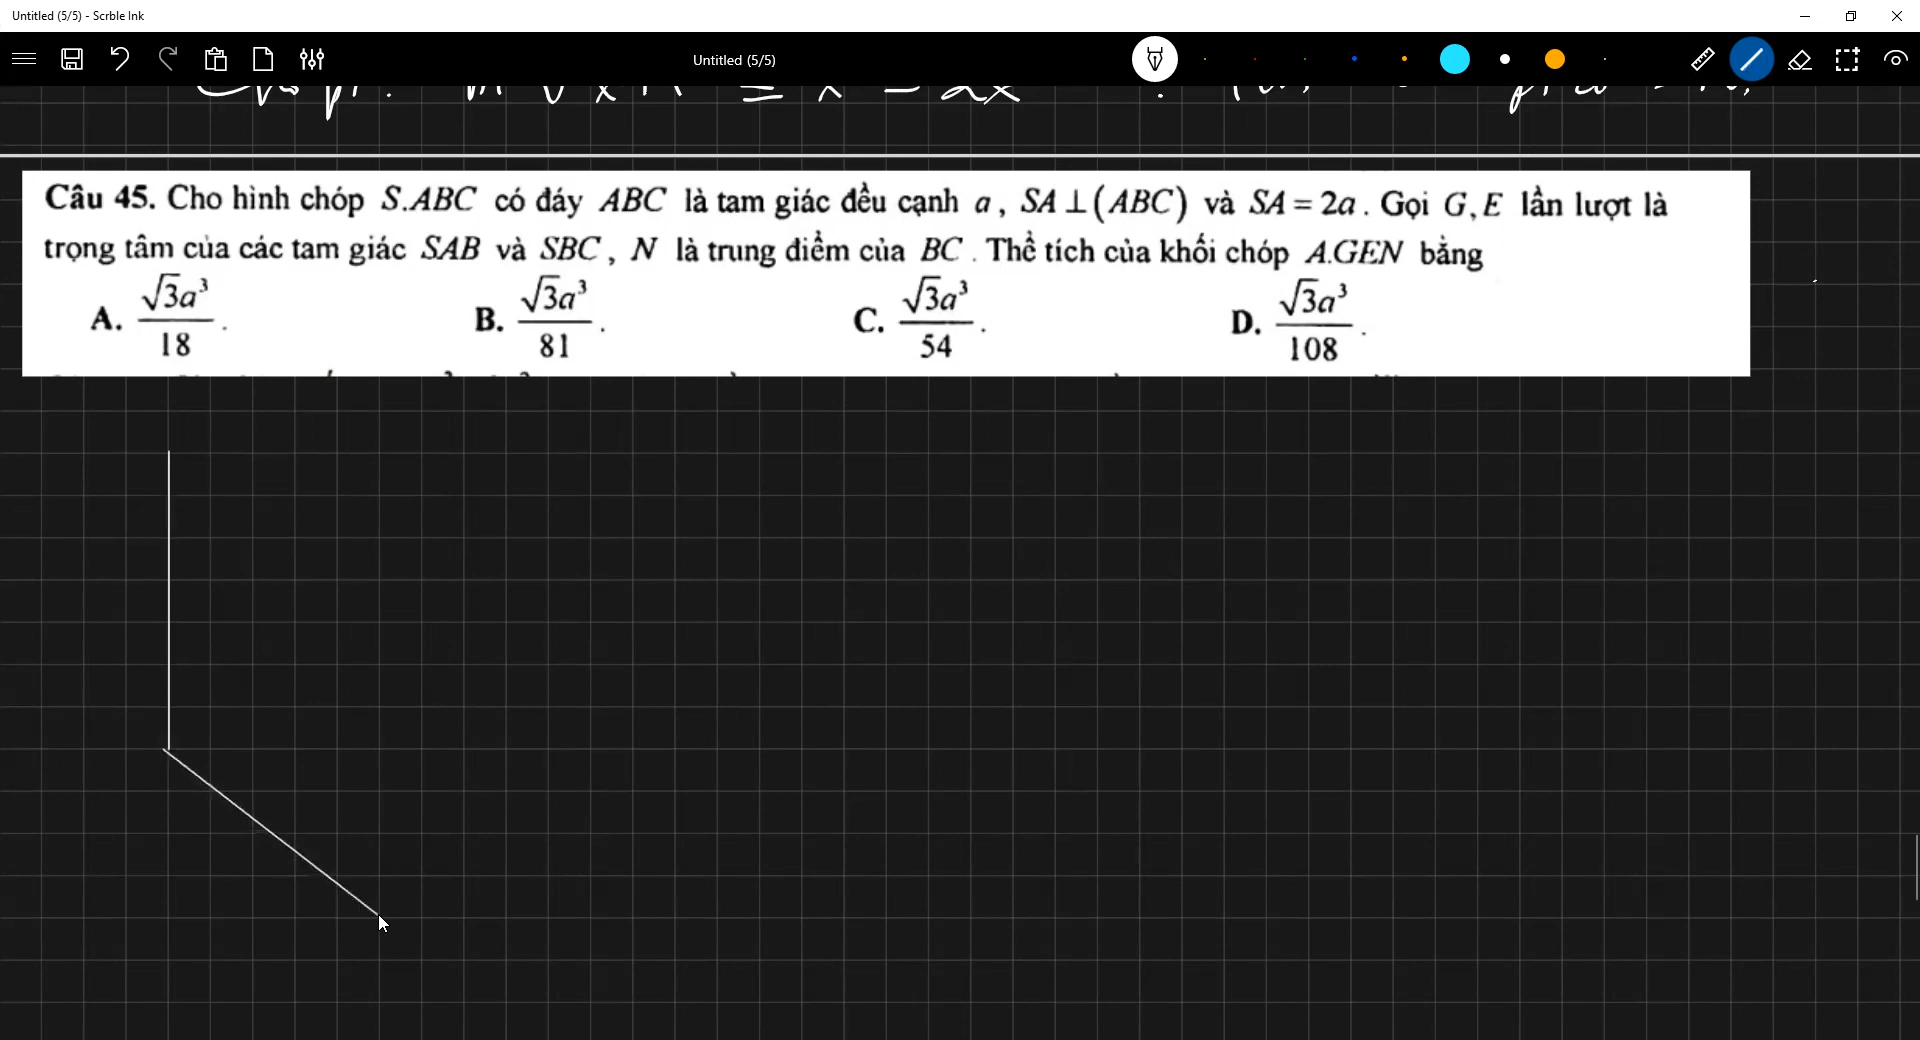 Untitled (5/5) - Scrble Ink
Untitled (5/5)
Câu 45. Cho hình chóp S.ABC có đáy ABC là tam giác đều cạnh a, SA ⊥ (ABC) và SA = 2a. Gọi G, E lần lượt là
trọng tâm của các tam giác SAB và SBC, N là trung điểm của BC. Thể tích của khối chóp A.GEN bằng
A. √3a³/18. B. √3a³/81. C. √3a³/54. D. √3a³/108.